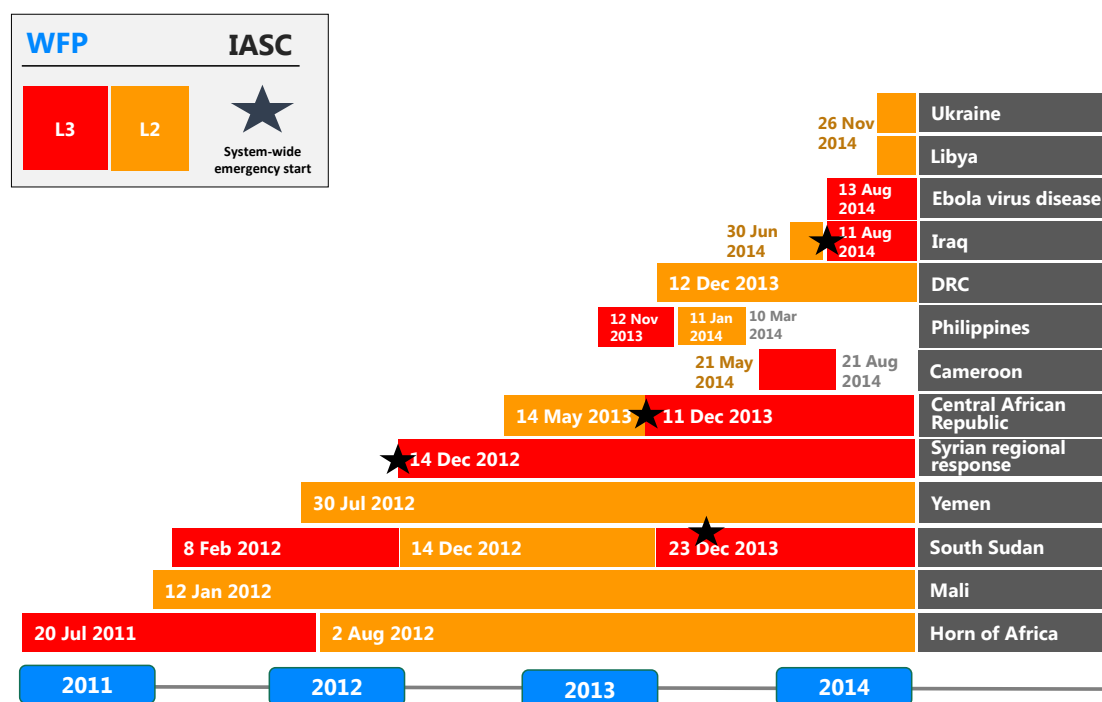 WFP
IASC
L3
L2
System-wide
emergency start
26 Nov
2014
Ukraine
Libya
13 Aug
2014
Ebola virus disease
30 Jun
2014
11 Aug
2014
Iraq
12 Dec 2013
DRC
12 Nov
2013
11 Jan
2014
10 Mar
2014
Philippines
21 May
2014
21 Aug
2014
Cameroon
14 May 2013
11 Dec 2013
Central African
Republic
14 Dec 2012
Syrian regional
response
30 Jul 2012
Yemen
8 Feb 2012
14 Dec 2012
23 Dec 2013
South Sudan
12 Jan 2012
Mali
20 Jul 2011
2 Aug 2012
Horn of Africa
2011
2012
2013
2014